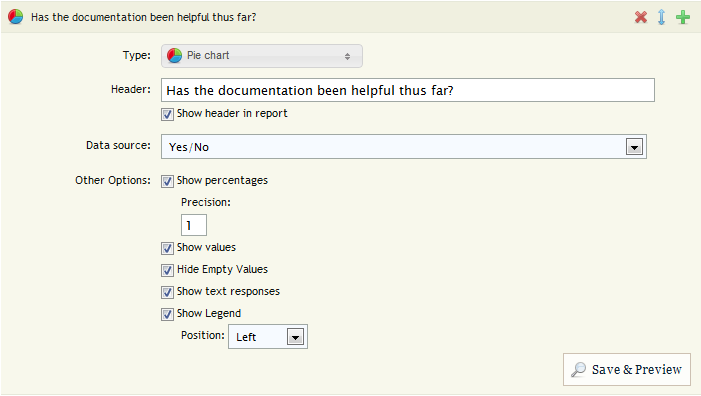 Has the documentation been helpful thus far?
Type: Pie chart
Header: Has the documentation been helpful thus far?
Show header in report
Data source: Yes/No
Other Options: Show percentages
Precision:
1
Show values
Hide Empty Values
Show text responses
Show Legend
Position: Left
Save & Preview